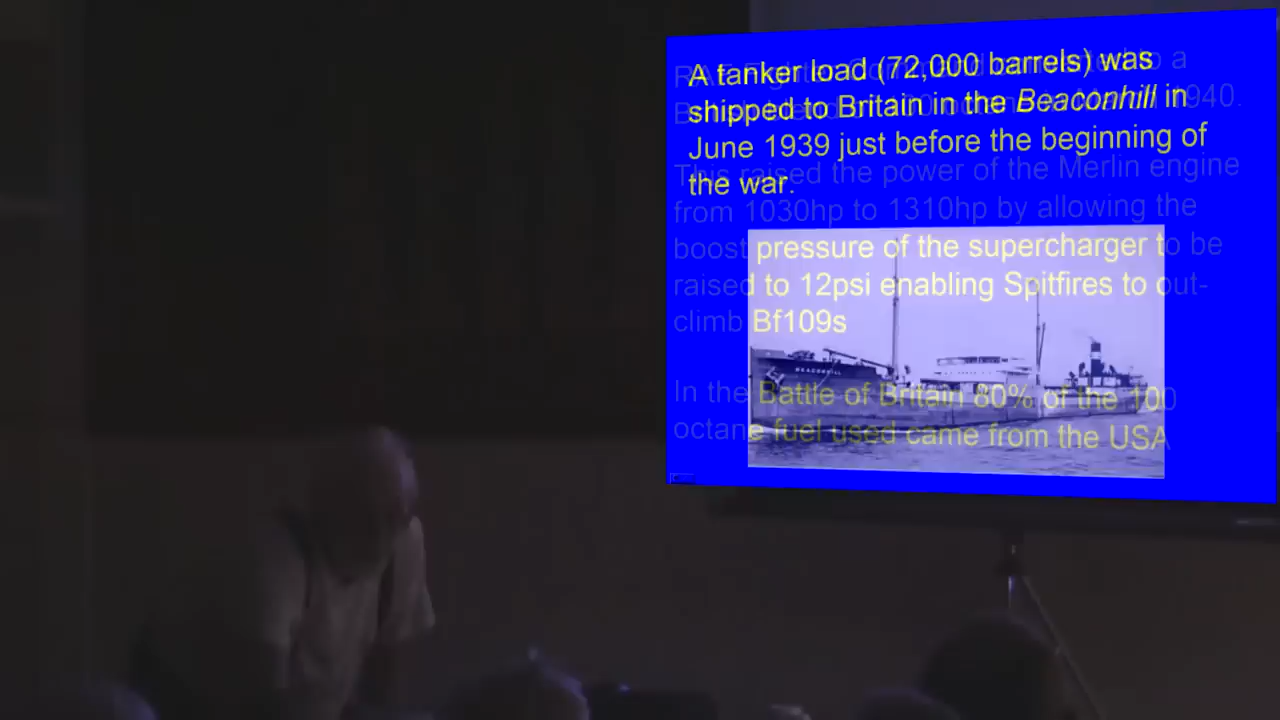 A tanker load (72,000 barrels) was
shipped to Britain in the Beaconhill in
June 1939 just before the beginning of
the war.
This raised the power of the Merlin engine
from 1030hp to 1310hp by allowing the
boost pressure of the supercharger to be
raised to 12psi enabling Spitfires to out-
climb Bf109s
In the Battle of Britain 80% of the 100
octane fuel used came from the USA
BEACONHILL